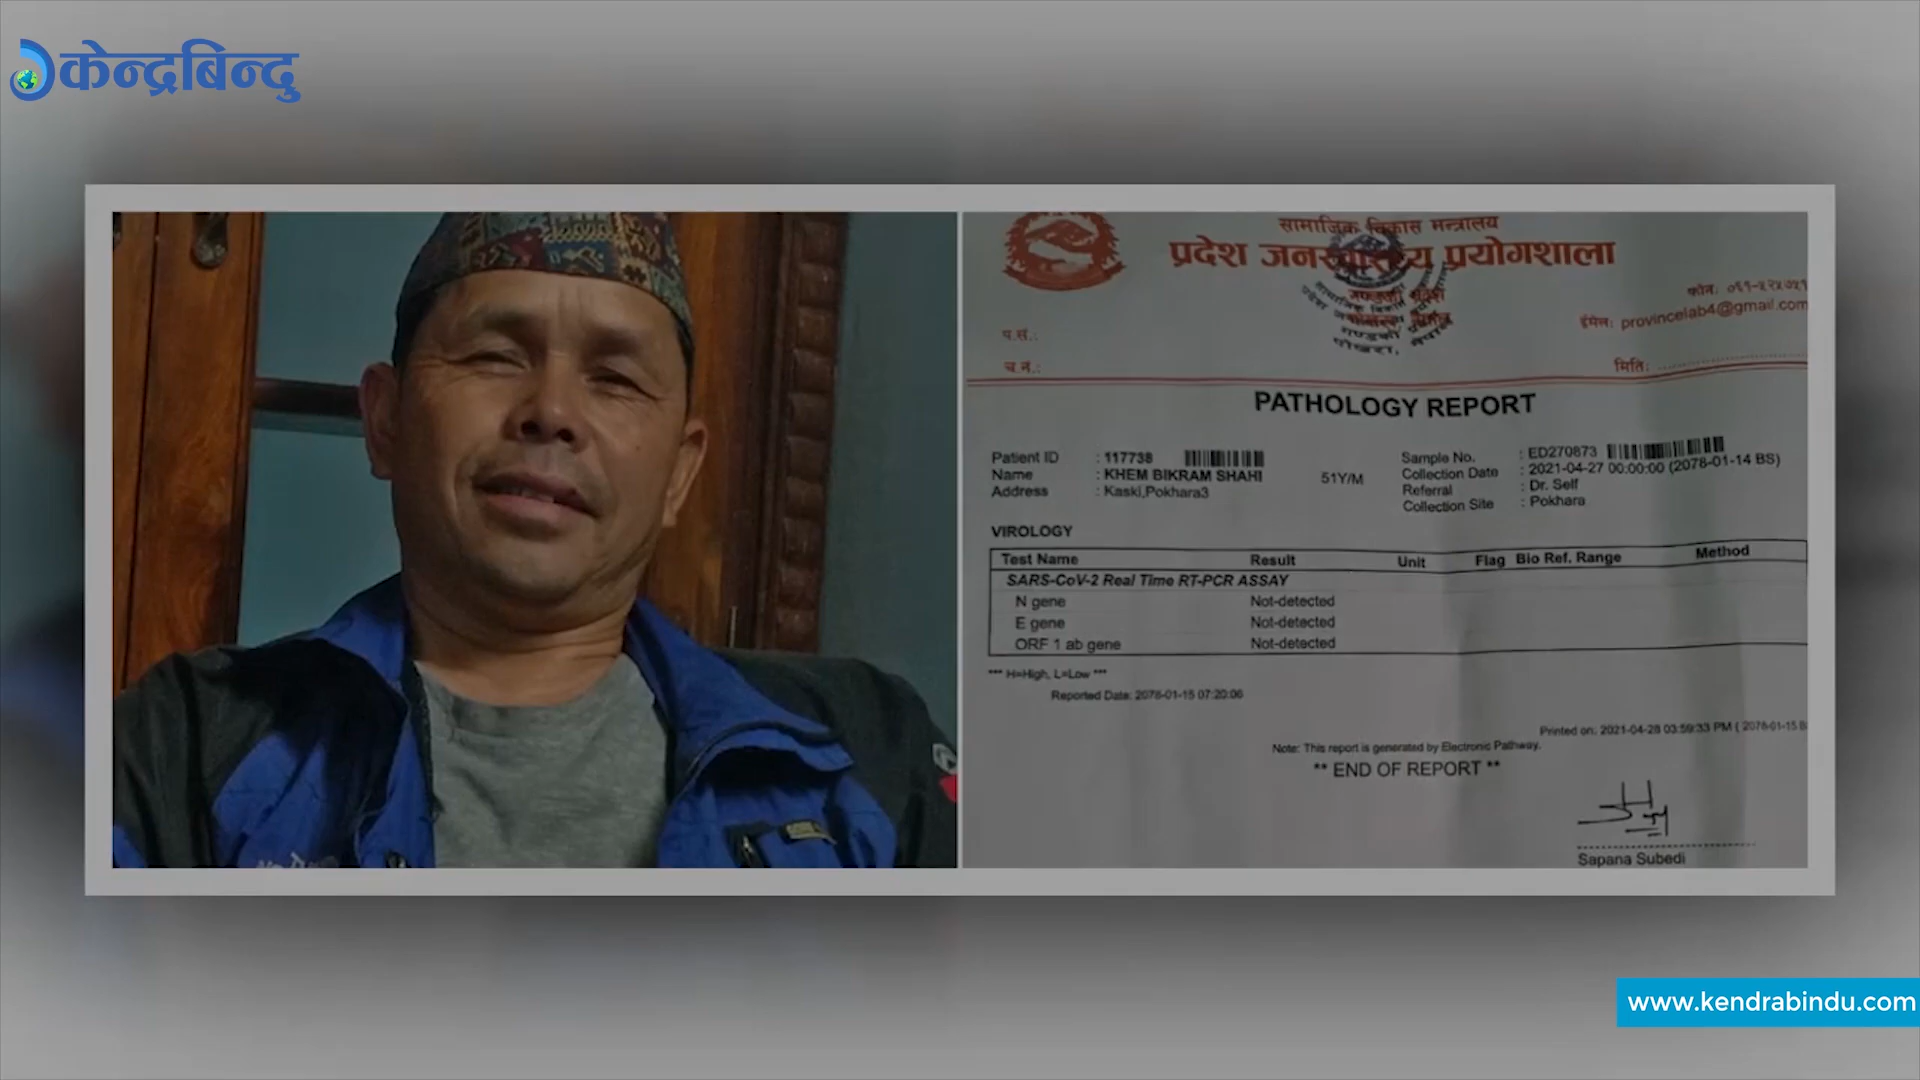 केन्द्रबिन्दु
सामाजिक विकास मन्त्रालय
प्रदेश जनस्वास्थ्य प्रयोगशाला
फोन: ०६१-५२५७५१
ईमेल: provincelab4@gmail.com
प.सं.:
च.नं.:
मितिः
PATHOLOGY REPORT
Patient ID : 117738
Name : KHEM BIKRAM SHAHI 51Y/M
Address : Kaski,Pokhara3
Sample No. : ED270873
Collection Date : 2021-04-27 00:00:00 (2078-01-14 BS)
Referral : Dr. Self
Collection Site : Pokhara
VIROLOGY
Test Name Result Unit Flag Bio Ref. Range Method
SARS-CoV-2 Real Time RT-PCR ASSAY
N gene Not-detected
E gene Not-detected
ORF 1 ab gene Not-detected
*** H=High, L=Low ***
Reported Date: 2078-01-15 07:20:06
Printed on: 2021-04-28 03:59:33 PM ( 2078-01-15 B
Note: This report is generated by Electronic Pathway.
** END OF REPORT **
Sapana Subedi
www.kendrabindu.com